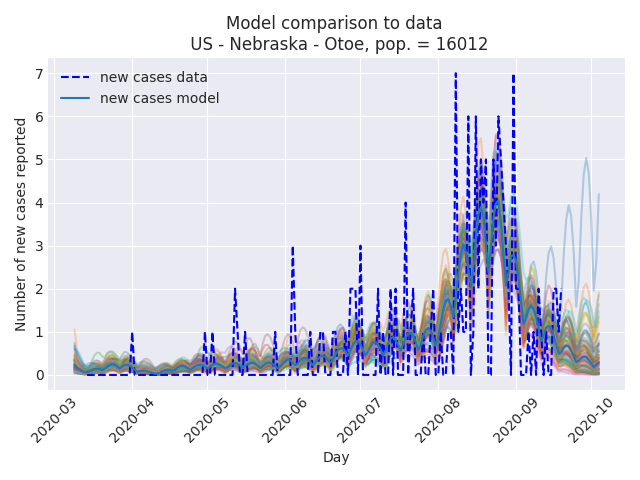 Model comparison to data
US - Nebraska - Otoe, pop. = 16012
new cases data
new cases model
Number of new cases reported
7
6
5
4
3
2
1
0
2020-03
2020-04
2020-05
2020-06
2020-07
2020-08
2020-09
2020-10
Day